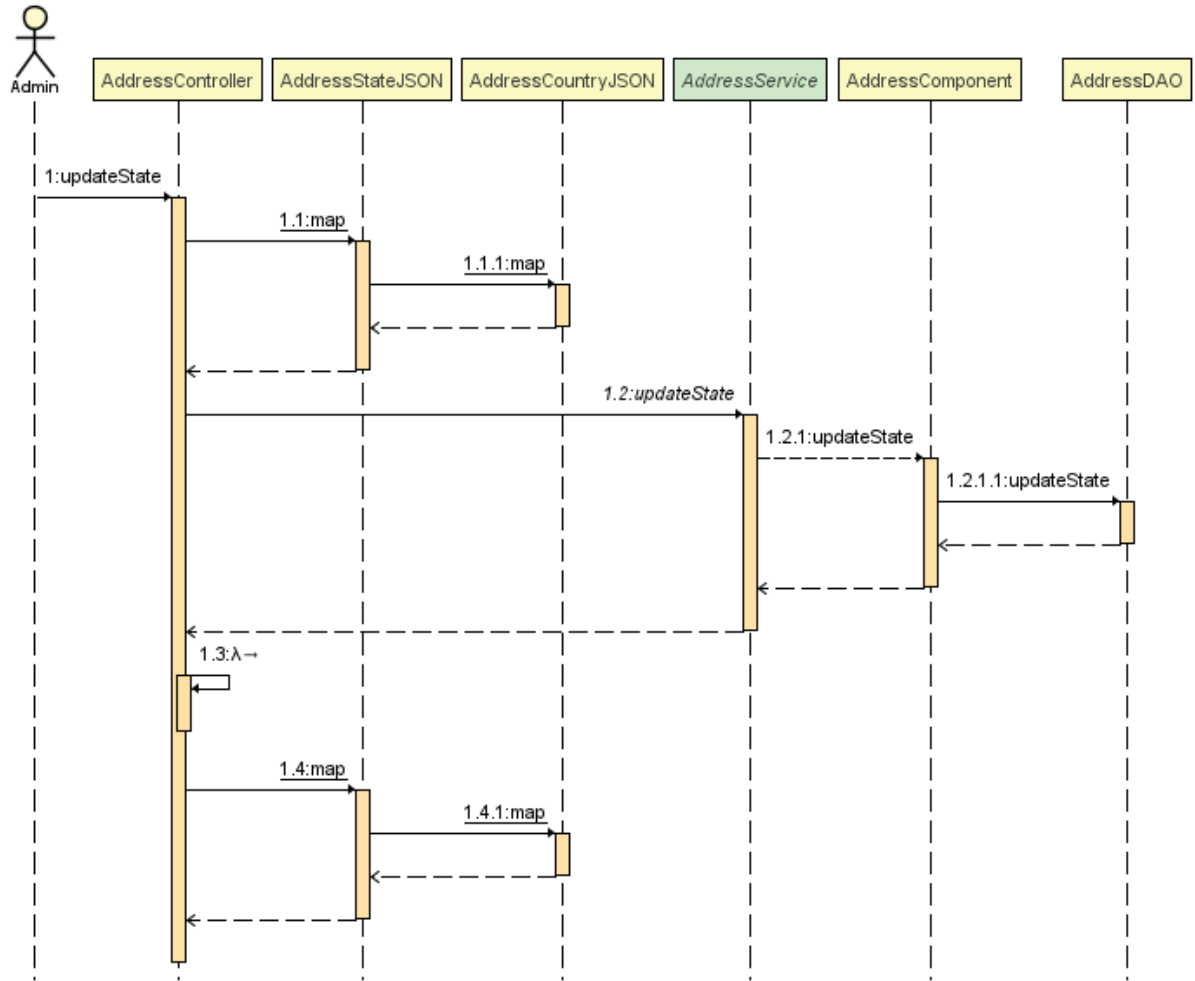 Admin
AddressController
AddressStateJSON
AddressCountryJSON
AddressService
AddressComponent
AddressDAO
1:updateState
1.1:map
1.1.1:map
1.2:updateState
1.2.1:updateState
1.2.1.1:updateState
1.3:λ→
1.4:map
1.4.1:map